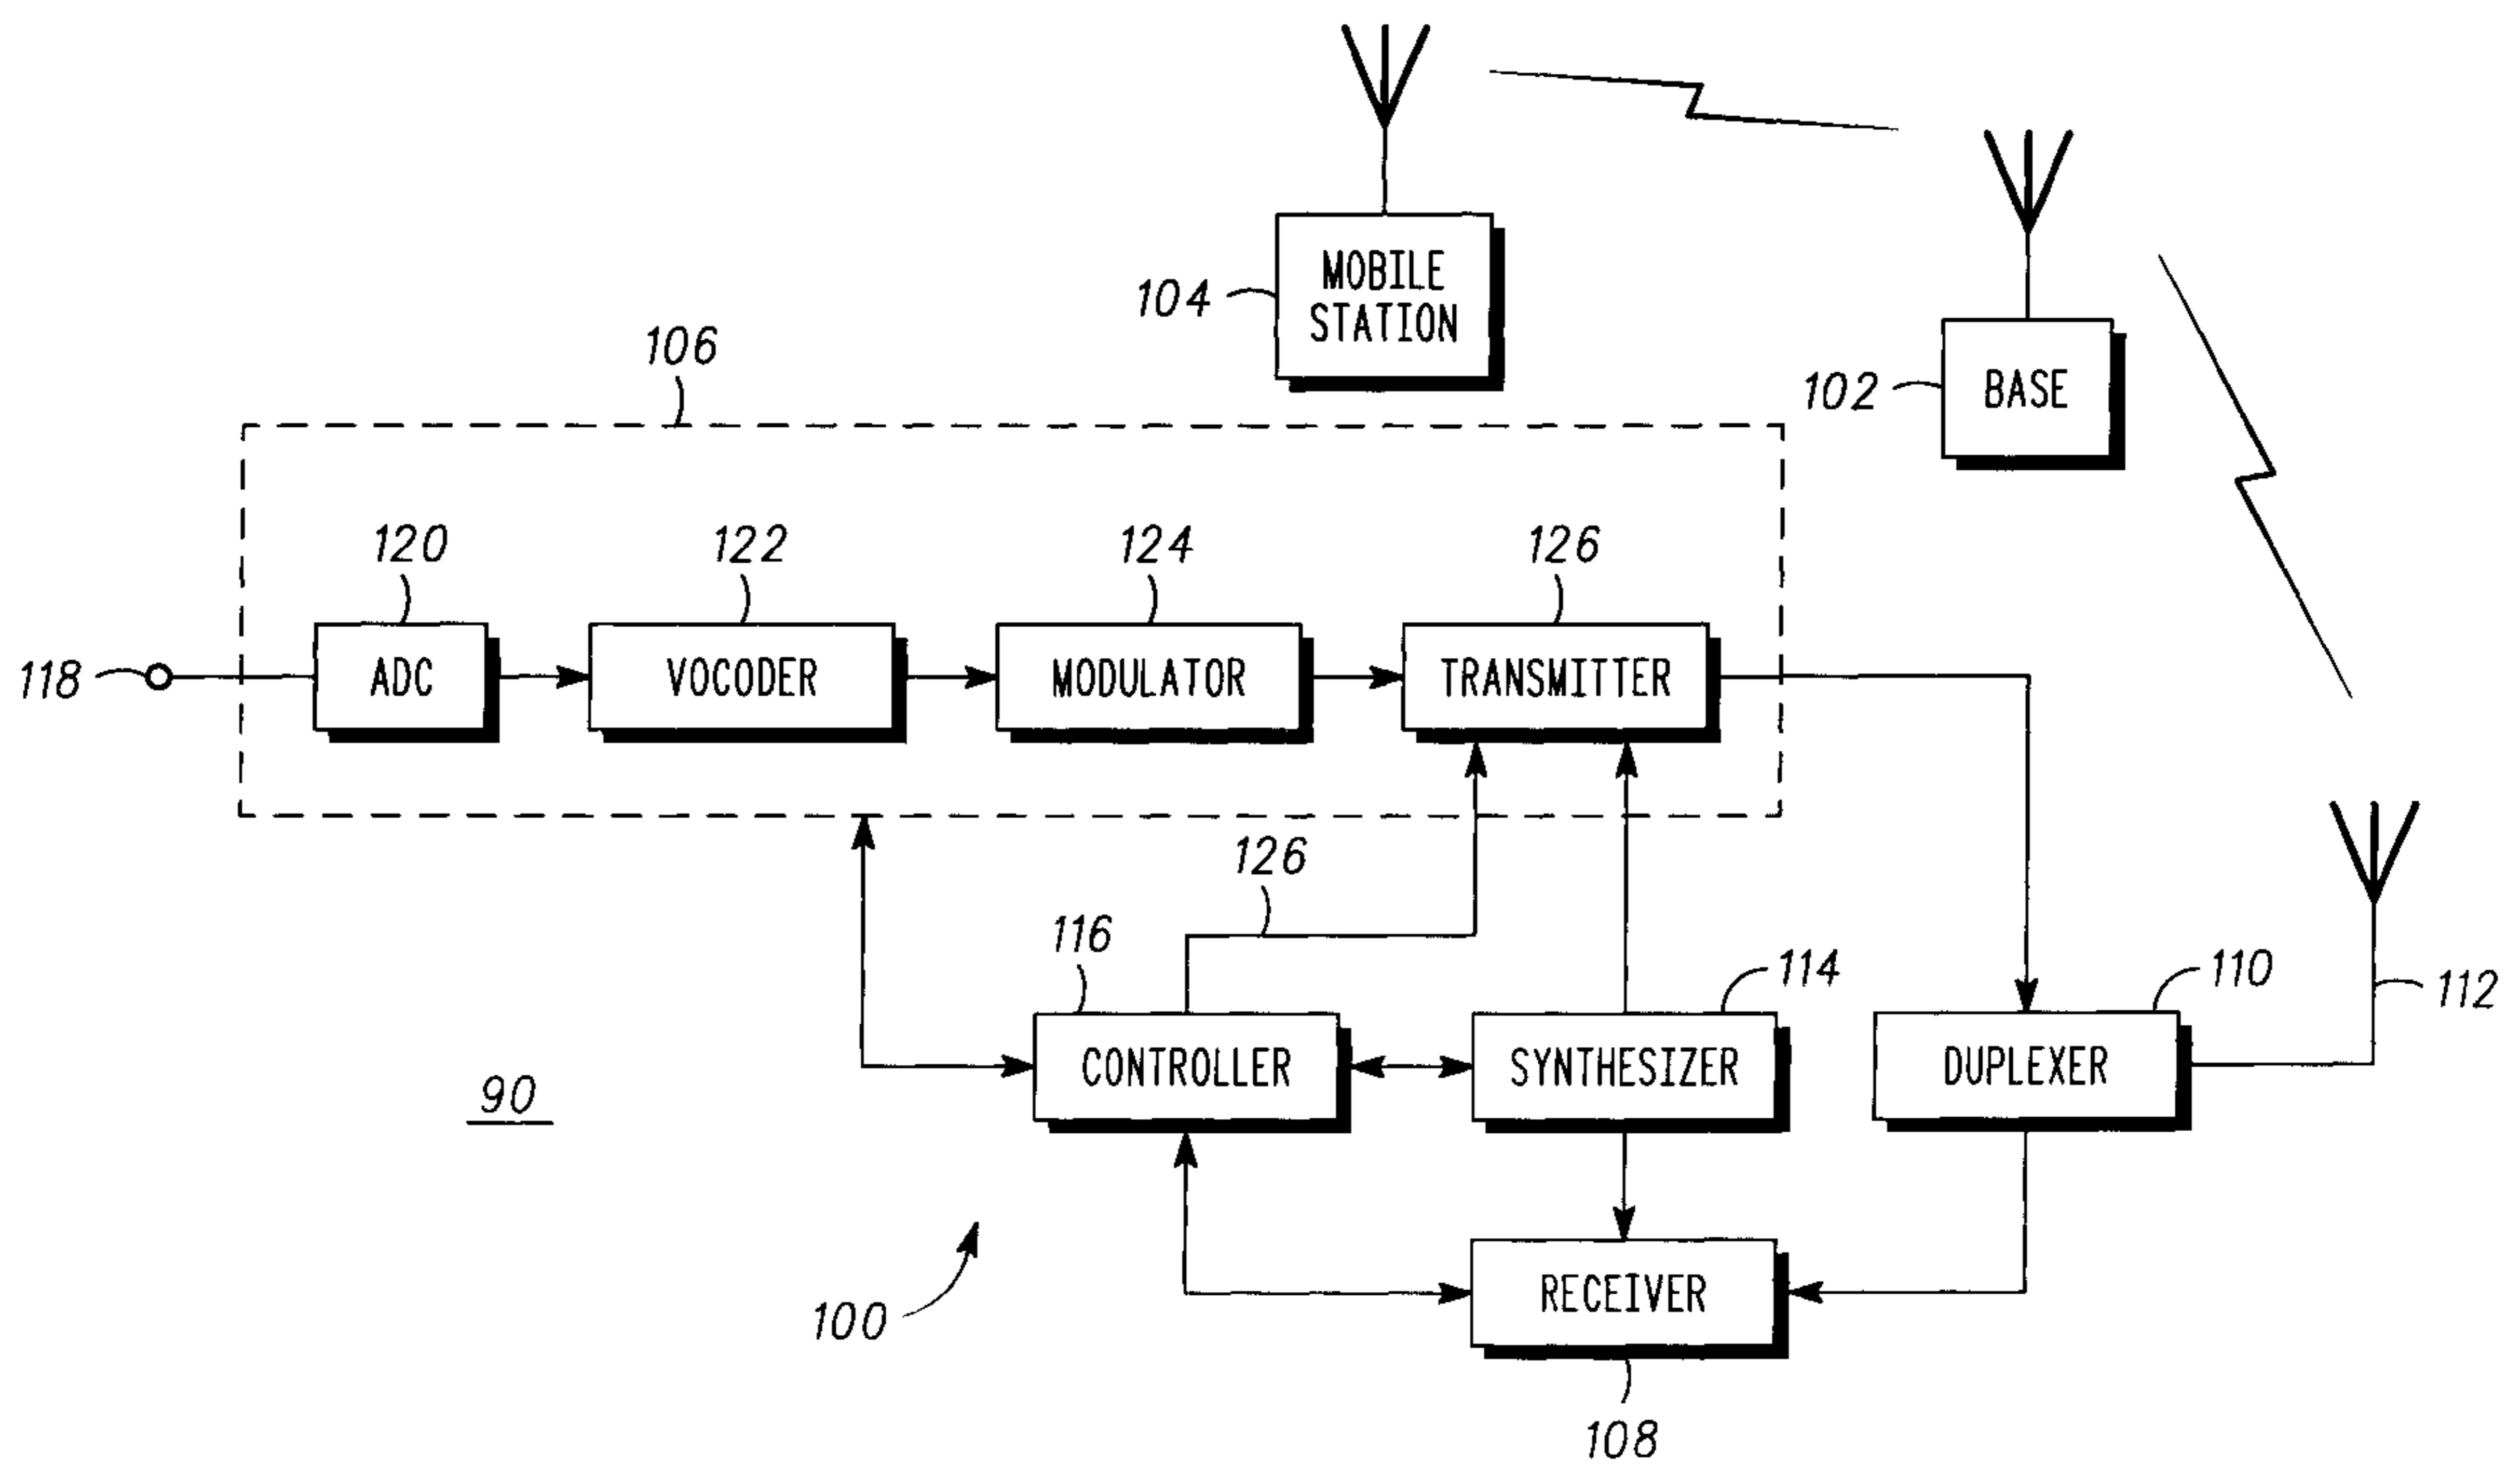 MOBILE
STATION
104
106
102
BASE
120
122
124
126
118
ADC
VOCODER
MODULATOR
TRANSMITTER
126
116
114
110
112
CONTROLLER
SYNTHESIZER
DUPLEXER
90
100
RECEIVER
108